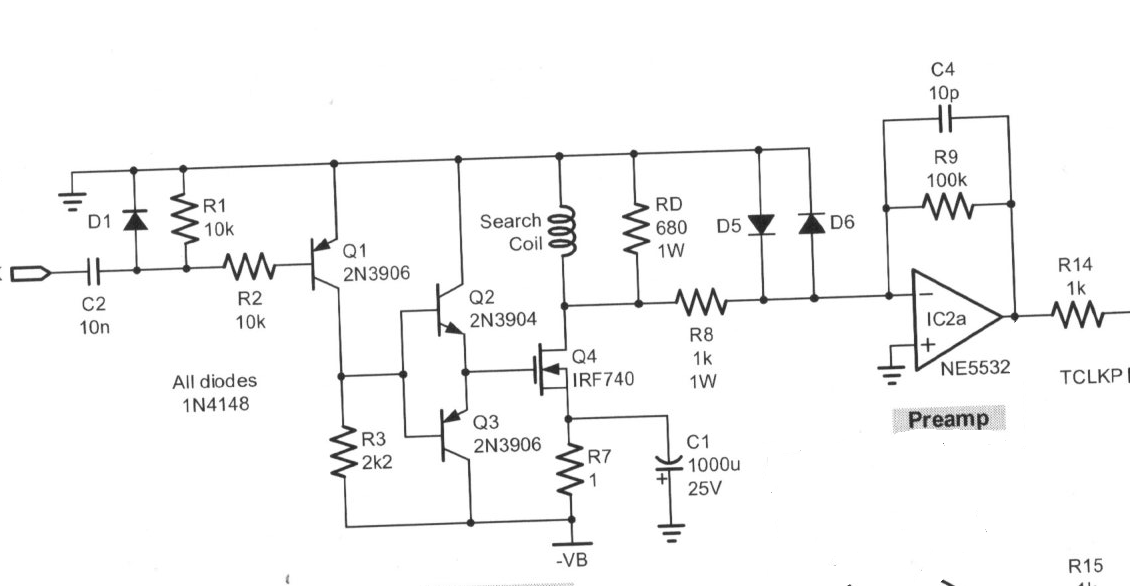 C4
10p
R9
100k
D1
R1
10k
Search
Coil
RD
680
1W
D5
D6
Q1
2N3906
C2
10n
R2
10k
Q2
2N3904
R8
1k
1W
IC2a
NE5532
R14
1k
TCLKP
Preamp
Q4
IRF740
All diodes
1N4148
R3
2k2
Q3
2N3906
R7
1
C1
1000u
25V
+
-VB
R15